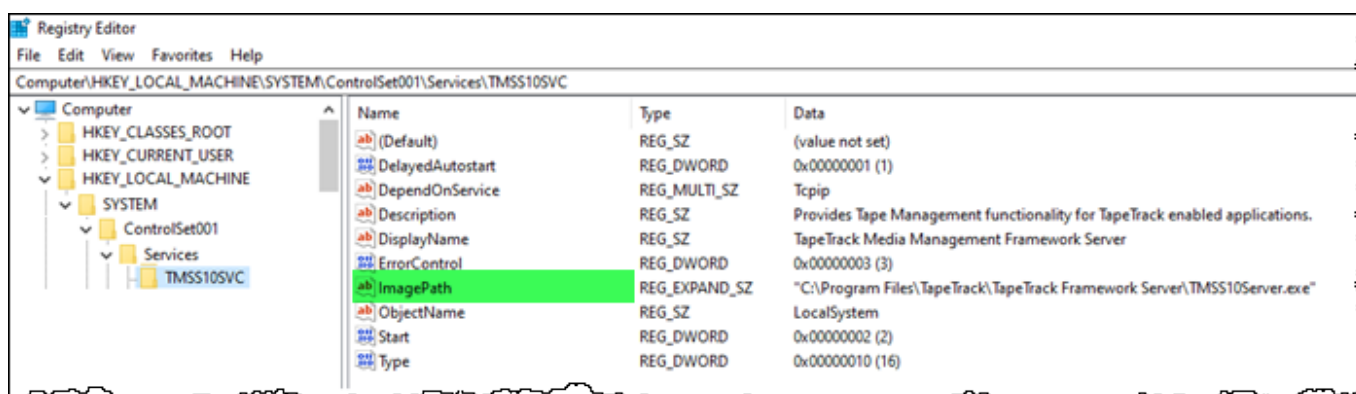 Registry Editor
File Edit View Favorites Help
Computer\HKEY_LOCAL_MACHINE\SYSTEM\ControlSet001\Services\TMSS10SVC
Computer
HKEY_CLASSES_ROOT
HKEY_CURRENT_USER
HKEY_LOCAL_MACHINE
SYSTEM
ControlSet001
Services
TMSS10SVC
Name Type Data
(Default) REG_SZ (value not set)
DelayedAutostart REG_DWORD 0x00000001 (1)
DependOnService REG_MULTI_SZ Tcpip
Description REG_SZ Provides Tape Management functionality for TapeTrack enabled applications.
DisplayName REG_SZ TapeTrack Media Management Framework Server
ErrorControl REG_DWORD 0x00000003 (3)
ImagePath REG_EXPAND_SZ "C:\Program Files\TapeTrack\TapeTrack Framework Server\TMSS10Server.exe"
ObjectName REG_SZ LocalSystem
Start REG_DWORD 0x00000002 (2)
Type REG_DWORD 0x00000010 (16)